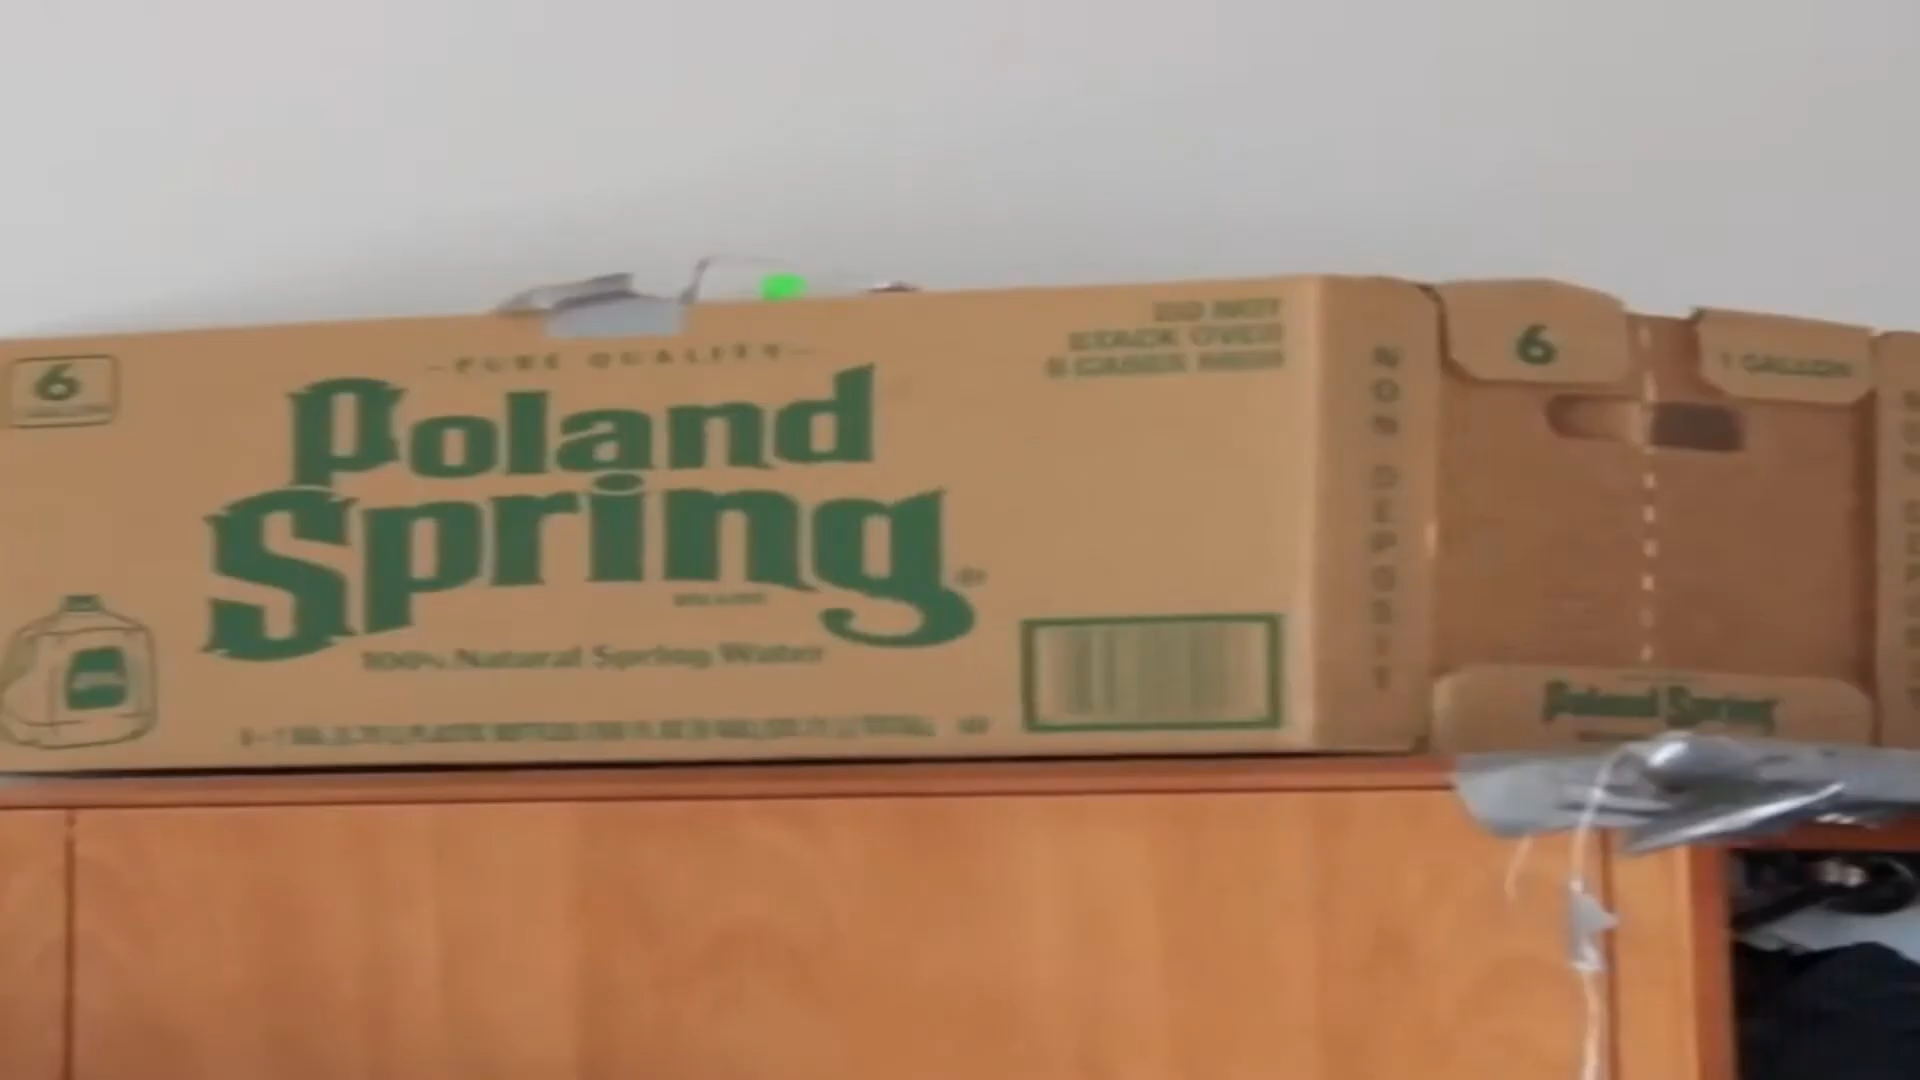 6
PURE QUALITY
Poland
Spring
100% Natural Spring Water
DO NOT
STACK OVER
CASES HIGH
NON DEPOSIT
6
1 GALLON
Poland Spring